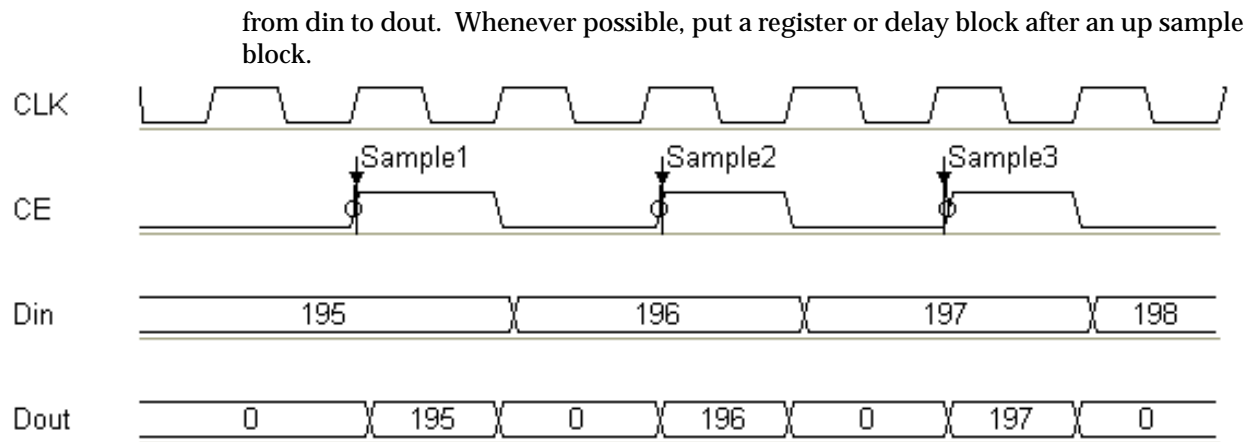 from din to dout. Whenever possible, put a register or delay block after an up sample
block.
CLK
Sample1 Sample2 Sample3
CE
Din 195 196 197 198
Dout 0 195 0 196 0 197 0